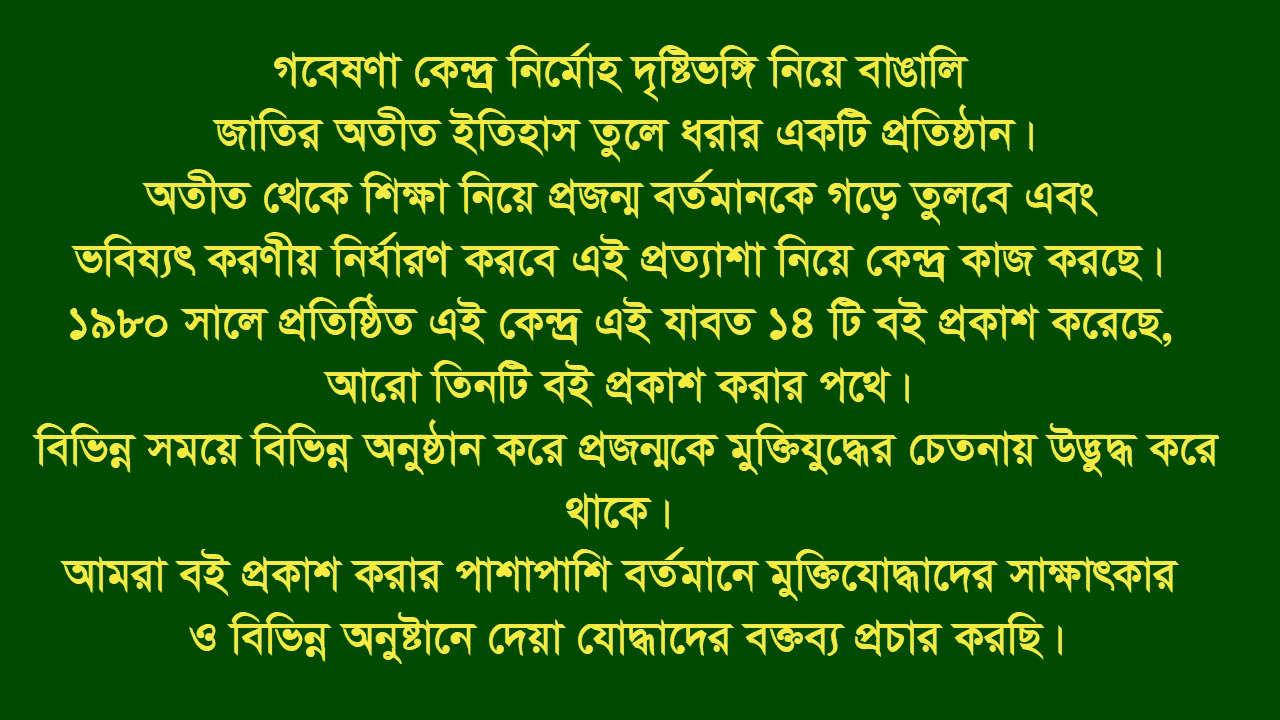 গবেষণা কেন্দ্র নির্মোহ দৃষ্টিভঙ্গি নিয়ে বাঙালি
জাতির অতীত ইতিহাস তুলে ধরার একটি প্রতিষ্ঠান।
অতীত থেকে শিক্ষা নিয়ে প্রজন্ম বর্তমানকে গড়ে তুলবে এবং
ভবিষ্যৎ করণীয় নির্ধারণ করবে এই প্রত্যাশা নিয়ে কেন্দ্র কাজ করছে।
১৯৮০ সালে প্রতিষ্ঠিত এই কেন্দ্র এই যাবত ১৪ টি বই প্রকাশ করেছে,
আরো তিনটি বই প্রকাশ করার পথে।
বিভিন্ন সময়ে বিভিন্ন অনুষ্ঠান করে প্রজন্মকে মুক্তিযুদ্ধের চেতনায় উদ্ভুদ্ধ করে
থাকে।
আমরা বই প্রকাশ করার পাশাপাশি বর্তমানে মুক্তিযোদ্ধাদের সাক্ষাৎকার
ও বিভিন্ন অনুষ্টানে দেয়া যোদ্ধাদের বক্তব্য প্রচার করছি।